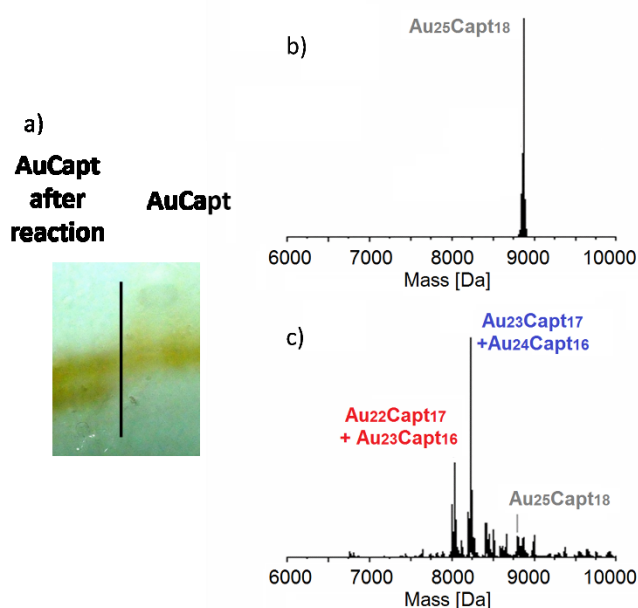 a)
AuCapt
after
reaction
AuCapt
b)
Au25Capt18
6000 7000 8000 9000 10000
Mass [Da]
c)
Au23Capt17
+Au24Capt16
Au22Capt17
+ Au23Capt16
Au25Capt18
6000 7000 8000 9000 10000
Mass [Da]